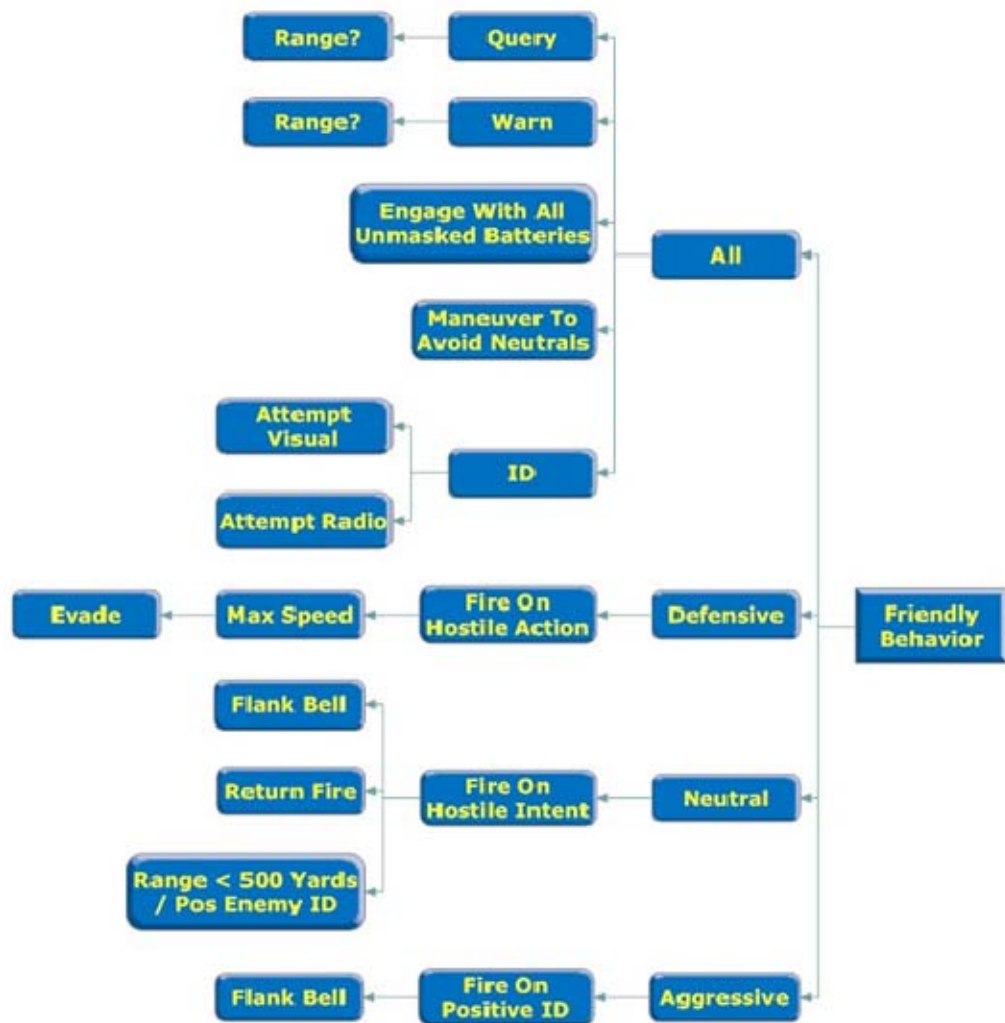 Range?
Query
Range?
Warn
Engage With All
Unmasked Batteries
All
Maneuver To
Avoid Neutrals
Attempt
Visual
ID
Attempt Radio
Evade
Max Speed
Fire On
Hostile Action
Defensive
Friendly
Behavior
Flank Bell
Return Fire
Fire On
Hostile Intent
Neutral
Range < 500 Yards
/ Pos Enemy ID
Flank Bell
Fire On
Positive ID
Aggressive